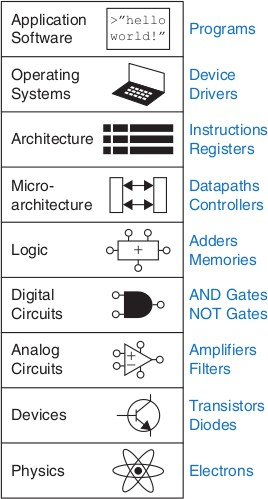 Application
Software
>"hello
world!"
Programs
Operating
Systems
Device
Drivers
Architecture
Instructions
Registers
Micro-
architecture
Datapaths
Controllers
Logic
+
Adders
Memories
Digital
Circuits
AND Gates
NOT Gates
Analog
Circuits
+
−
Amplifiers
Filters
Devices
Transistors
Diodes
Physics
Electrons